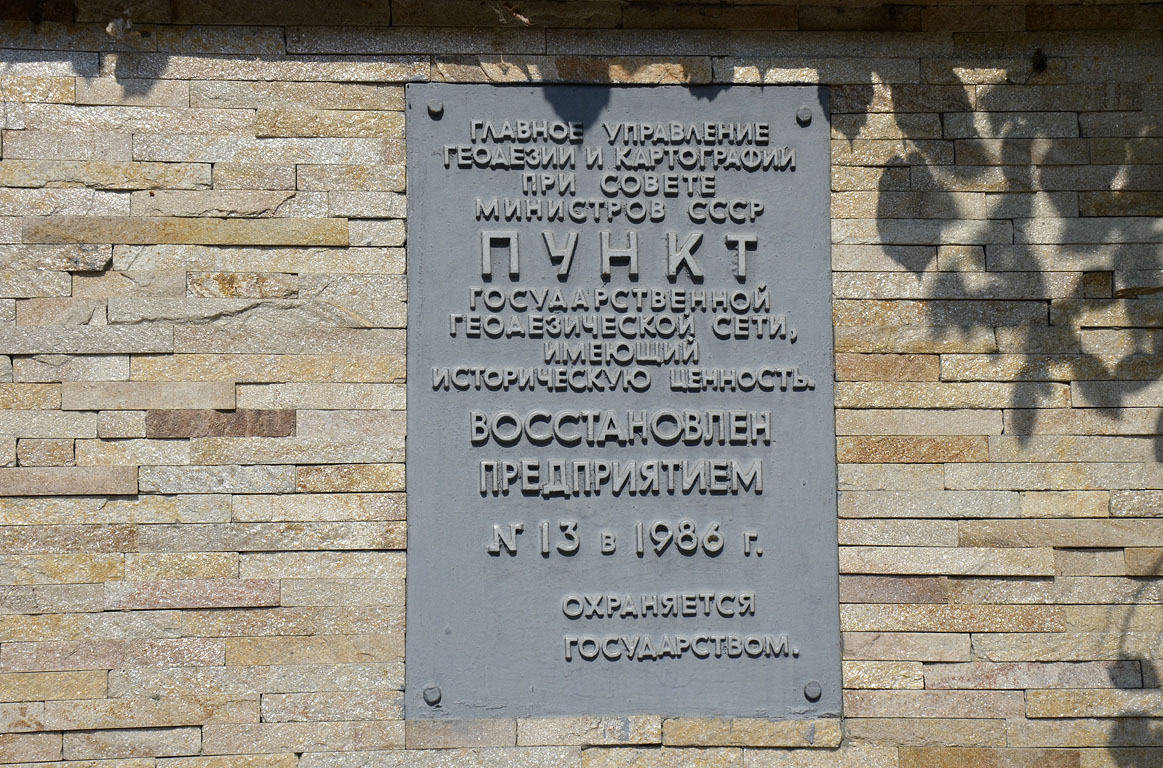 ГЛАВНОЕ УПРАВЛЕНИЕ
ГЕОДЕЗИИ И КАРТОГРАФИЙ
ПРИ СОВЕТЕ
МИНИСТРОВ СССР
ПУНКТ
ГОСУДАРСТВЕННОЙ
ГЕОДЕЗИЧЕСКОЙ СЕТИ,
ИМЕЮЩИЙ
ИСТОРИЧЕСКУЮ ЦЕННОСТЬ.
ВОССТАНОВЛЕН
ПРЕДПРИЯТИЕМ
№ 13 в 1986 г.
ОХРАНЯЕТСЯ
ГОСУДАРСТВОМ.